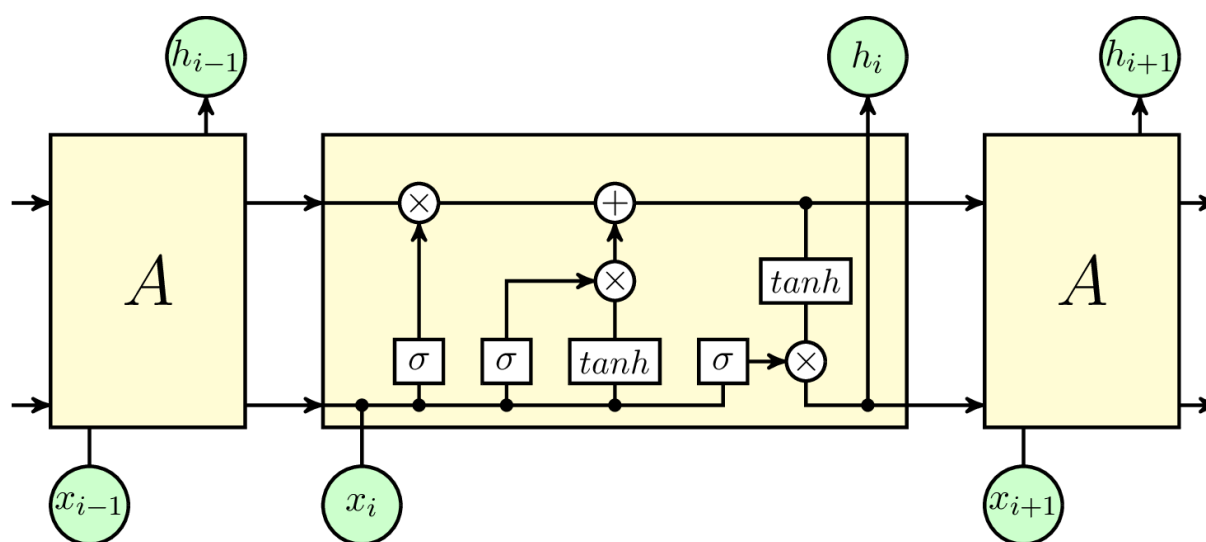 h_{i-1} h_i h_{i+1}
× +
A × tanh A
σ σ tanh σ ×
x_{i-1} x_i x_{i+1}